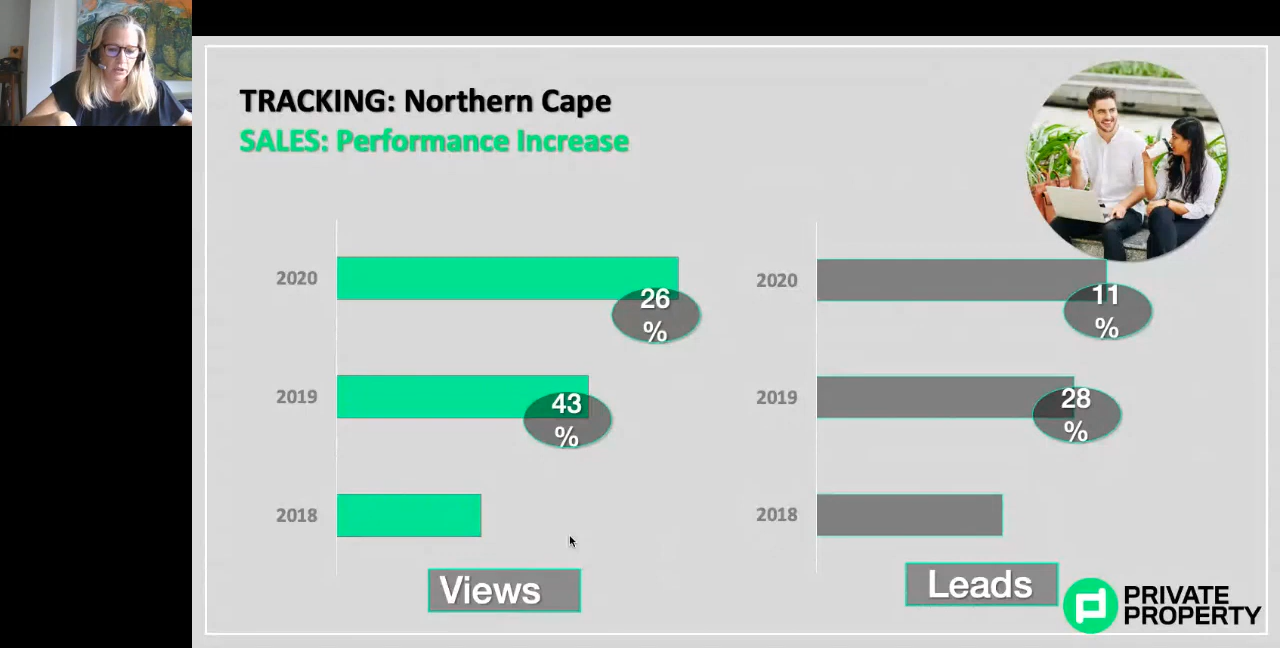 TRACKING: Northern Cape
SALES: Performance Increase
2020
26
%
2019
43
%
2018
Views
2020
11
%
2019
28
%
2018
Leads
PRIVATE
PROPERTY